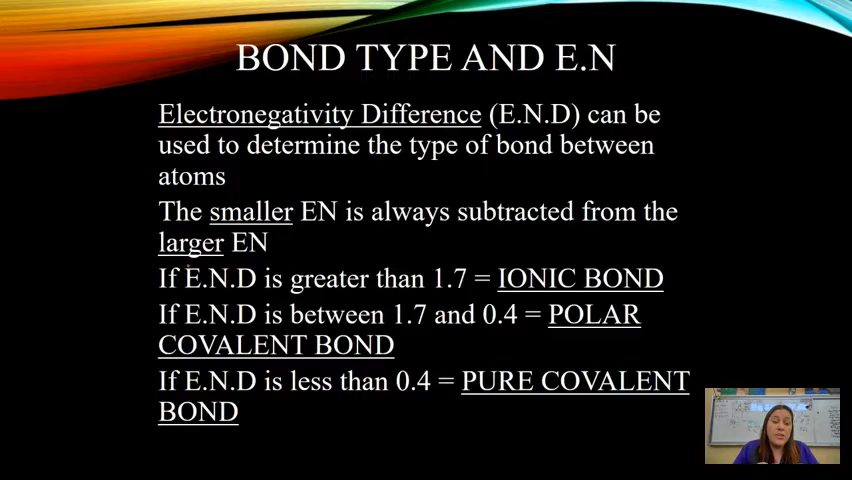 BOND TYPE AND E.N
Electronegativity Difference (E.N.D) can be
used to determine the type of bond between
atoms
The smaller EN is always subtracted from the
larger EN
If E.N.D is greater than 1.7 = IONIC BOND
If E.N.D is between 1.7 and 0.4 = POLAR
COVALENT BOND
If E.N.D is less than 0.4 = PURE COVALENT
BOND